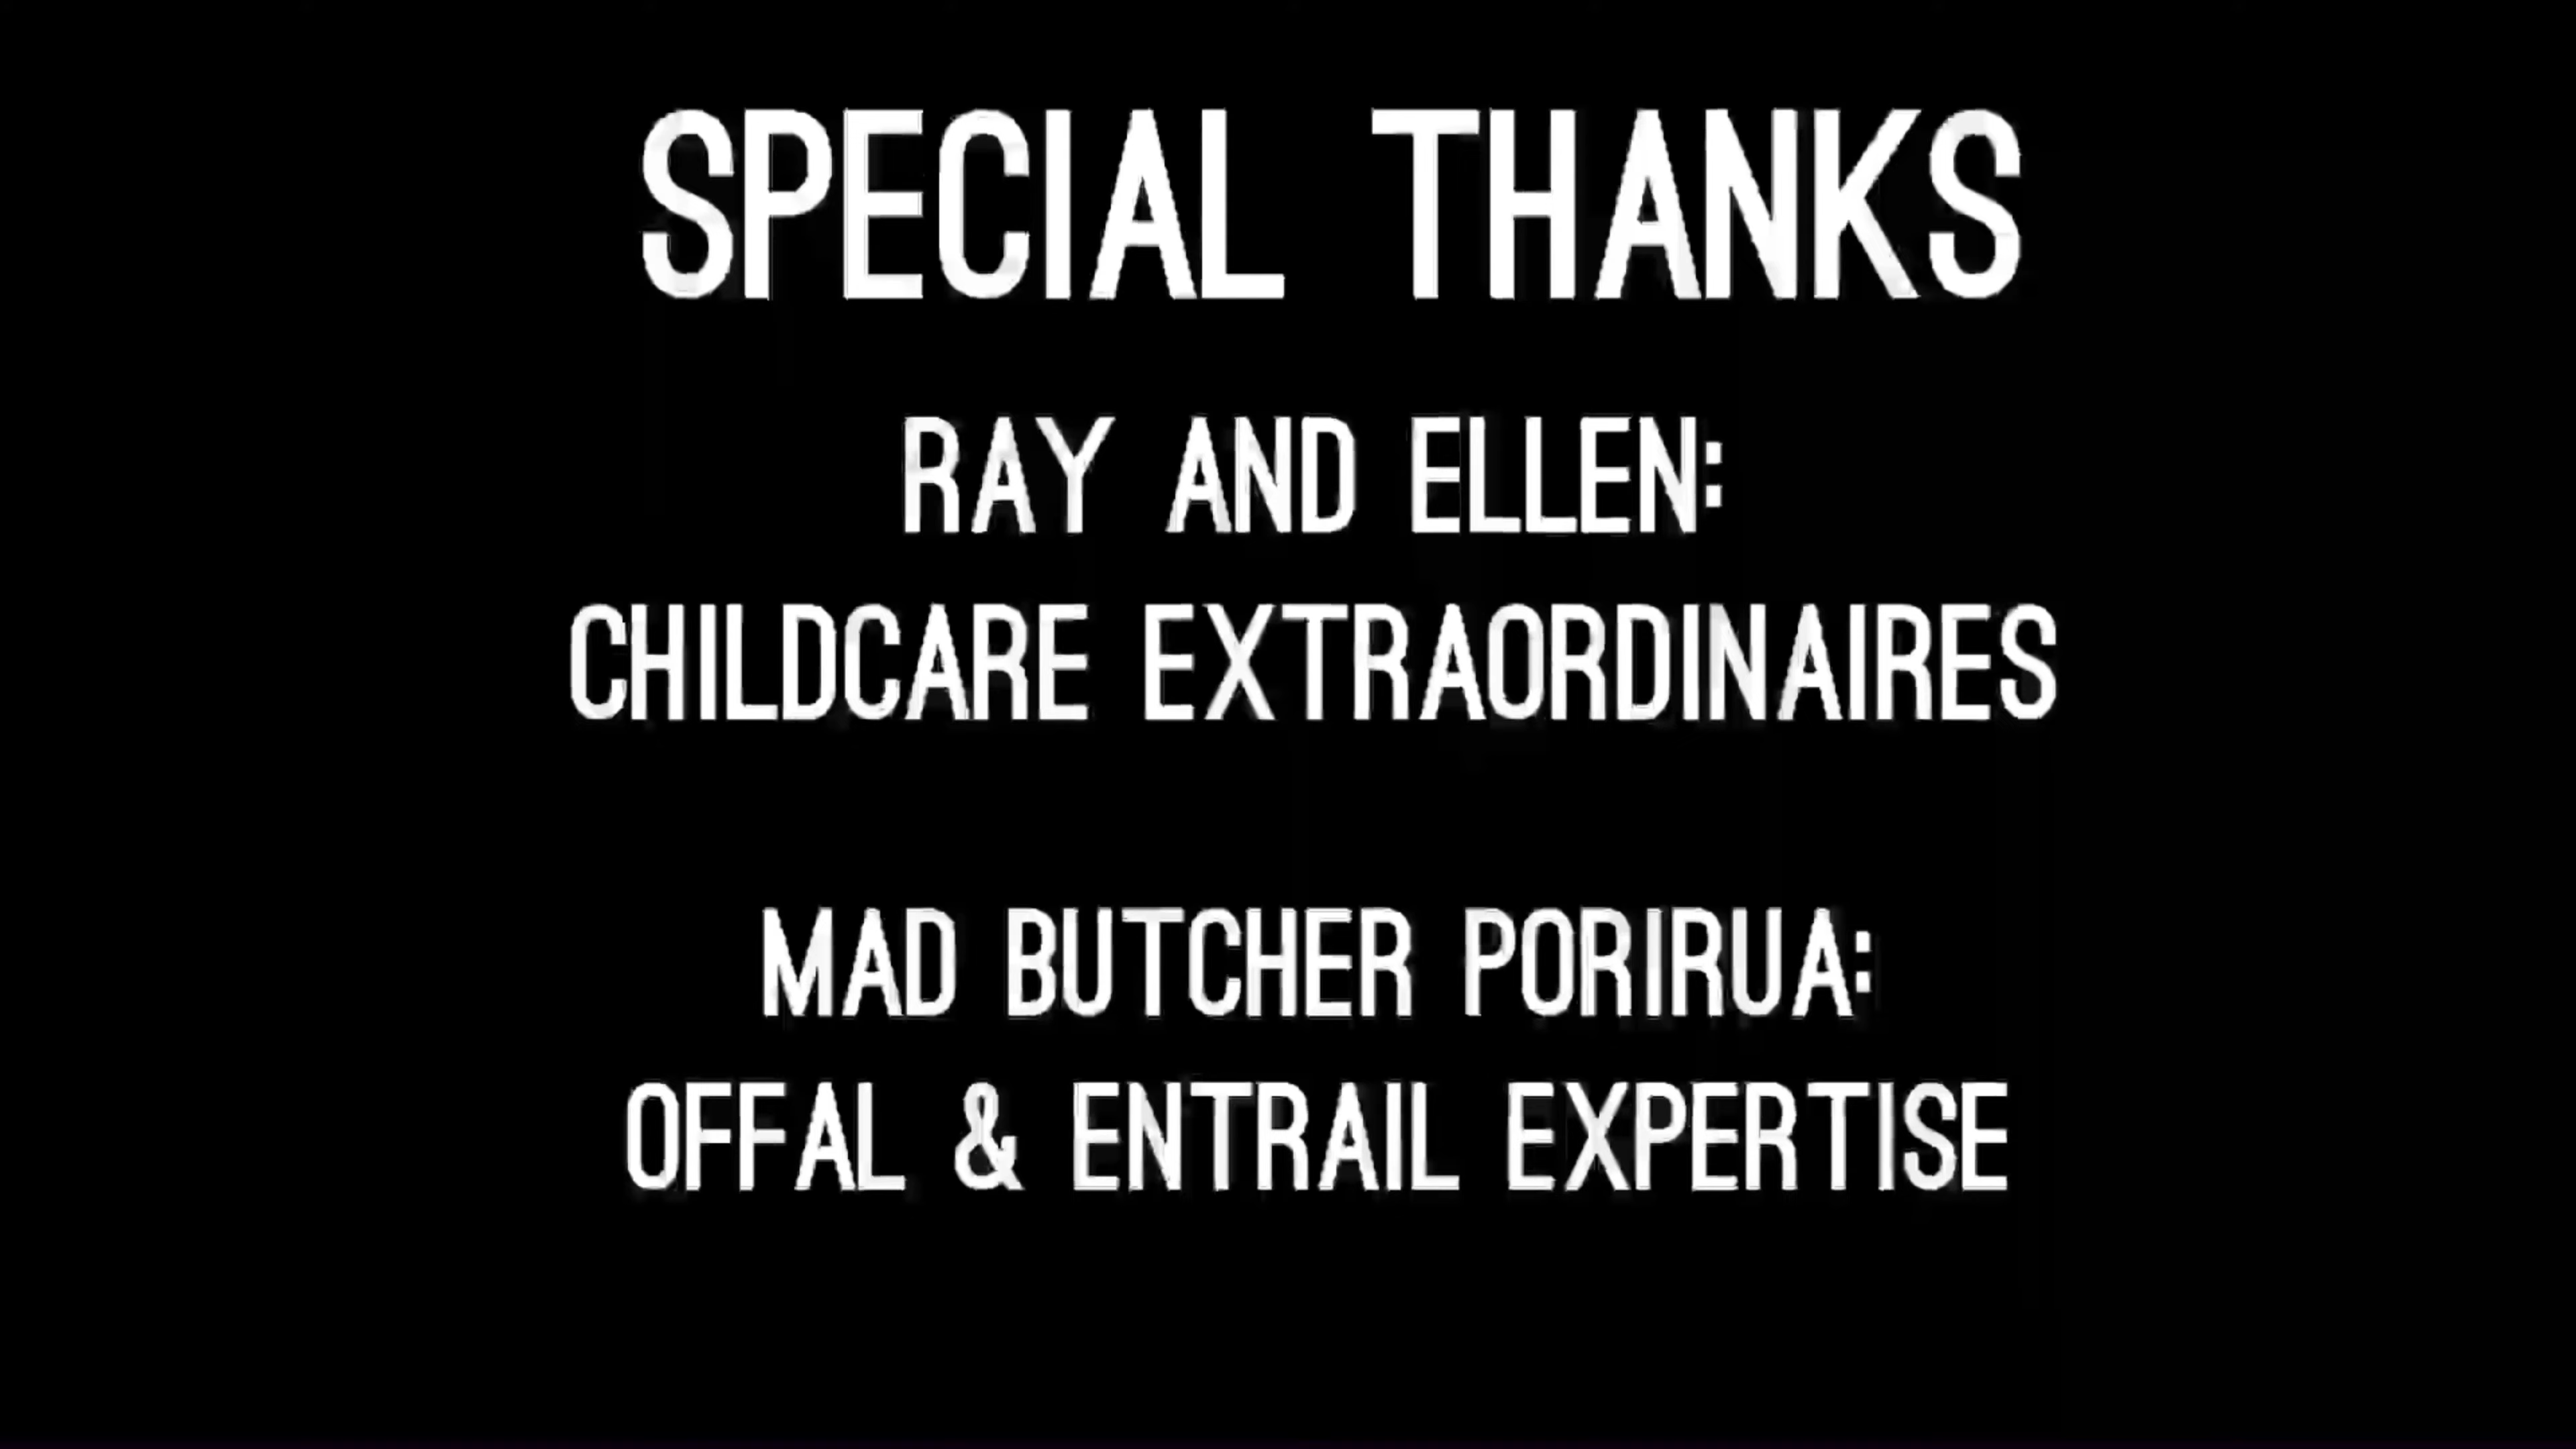 SPECIAL THANKS
RAY AND ELLEN:
CHILDCARE EXTRAORDINAIRES
MAD BUTCHER PORIRUA:
OFFAL & ENTRAIL EXPERTISE